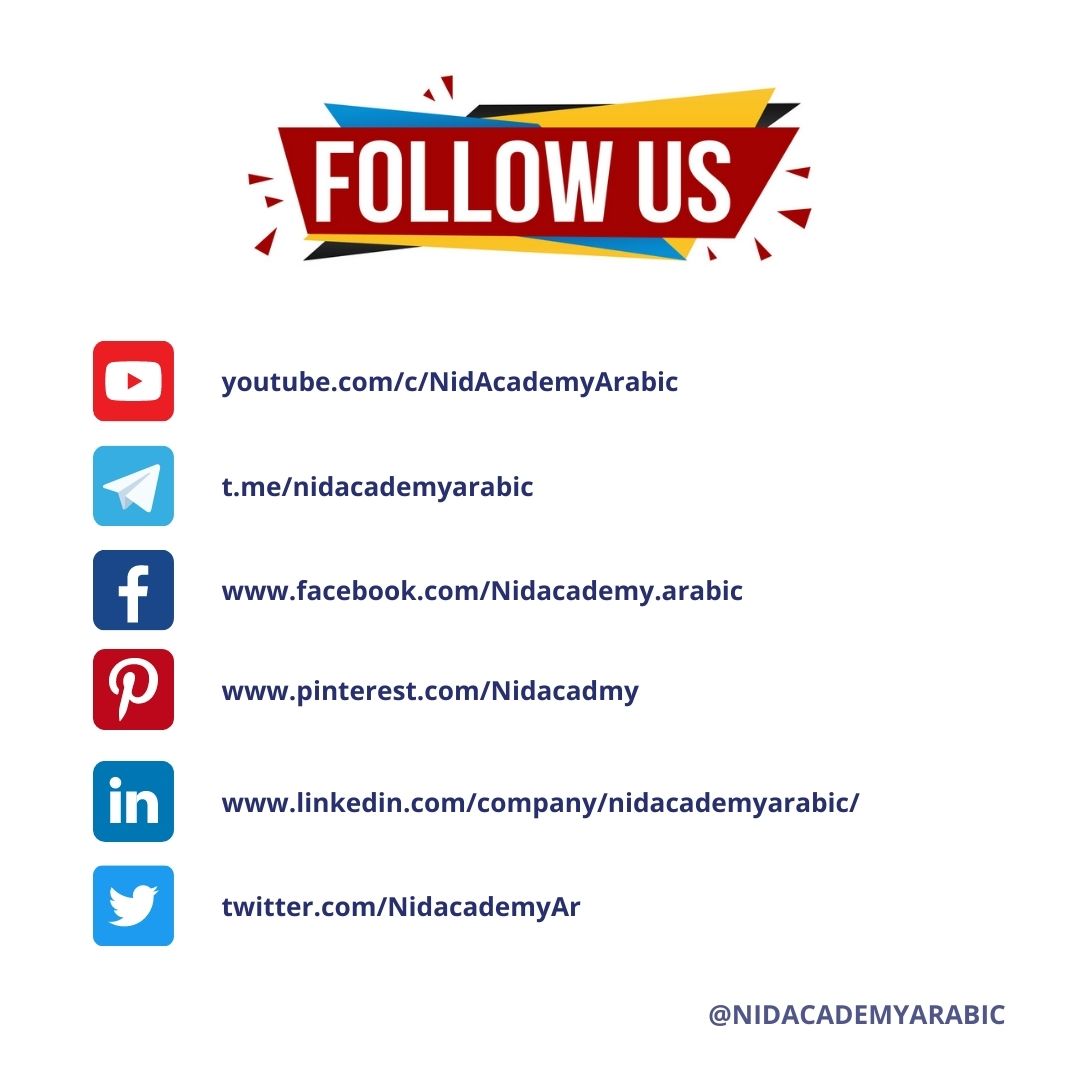 FOLLOW US
youtube.com/c/NidAcademyArabic
t.me/nidacademyarabic
www.facebook.com/Nidacademy.arabic
www.pinterest.com/Nidacadmy
www.linkedin.com/company/nidacademyarabic/
twitter.com/NidacademyAr
@NIDACADEMYARABIC